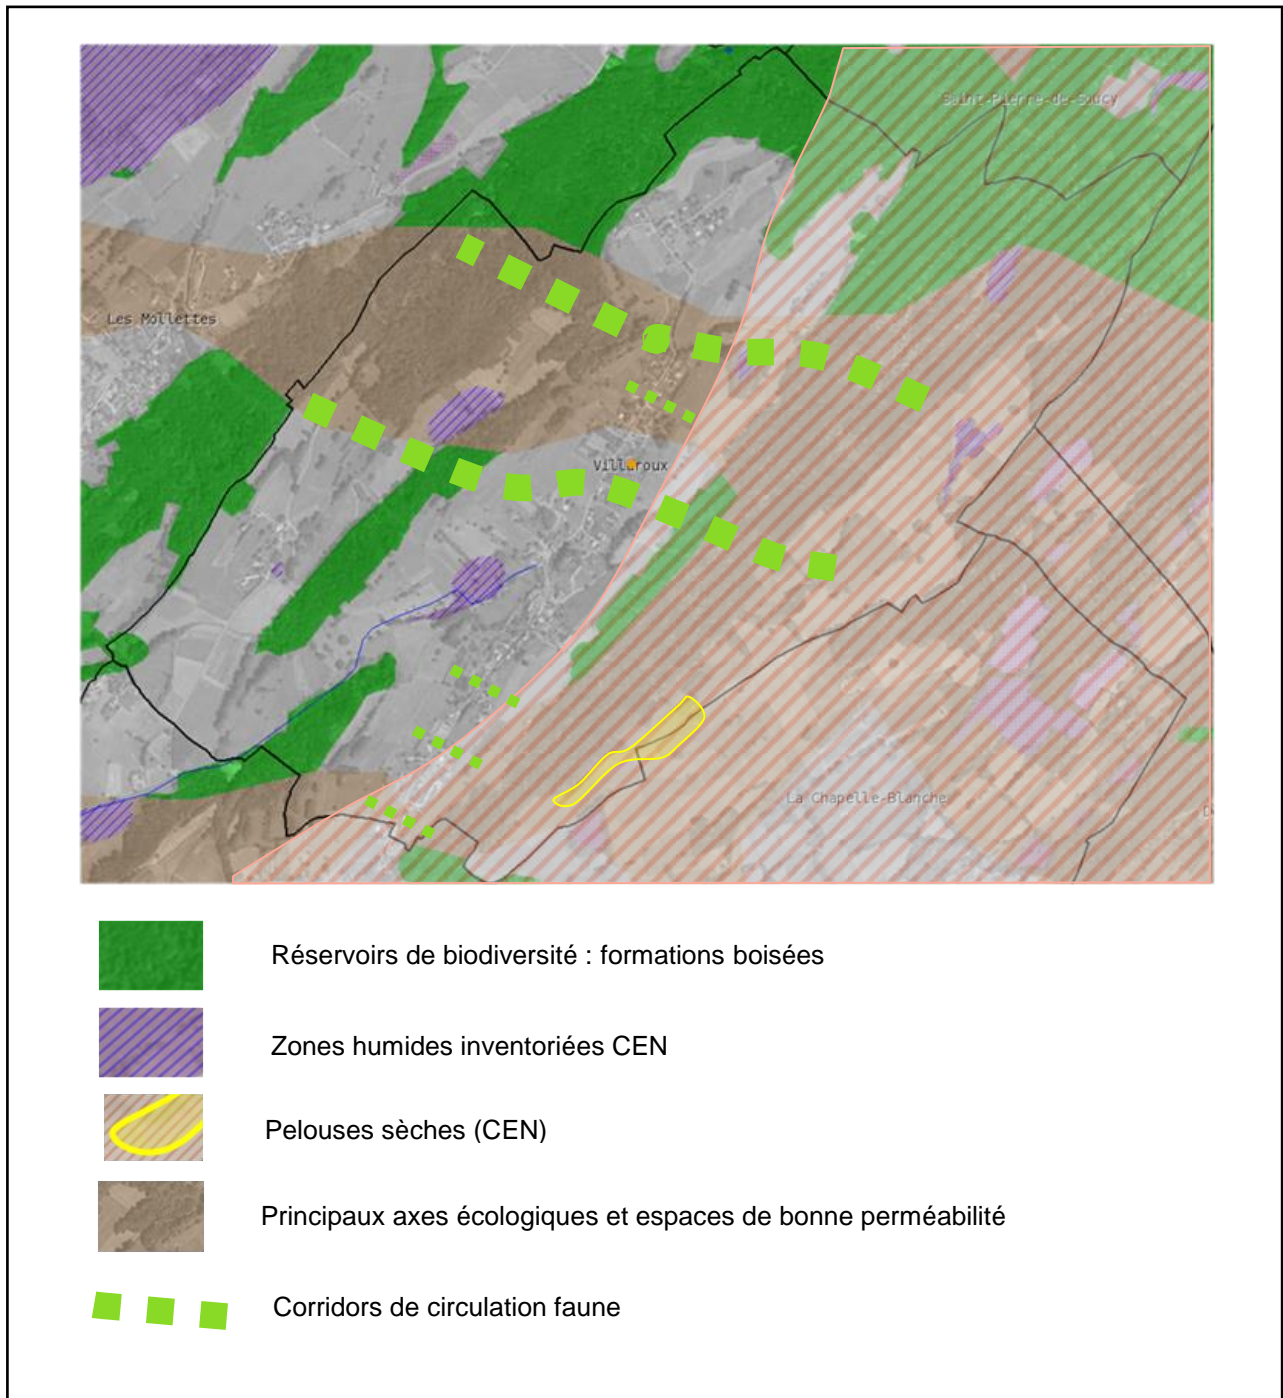 Saint-Pierre-de-Soucy
Les Mollettes
Villaroux
La Chapelle-Blanche
Réservoirs de biodiversité : formations boisées
Zones humides inventoriées CEN
Pelouses sèches (CEN)
Principaux axes écologiques et espaces de bonne perméabilité
Corridors de circulation faune